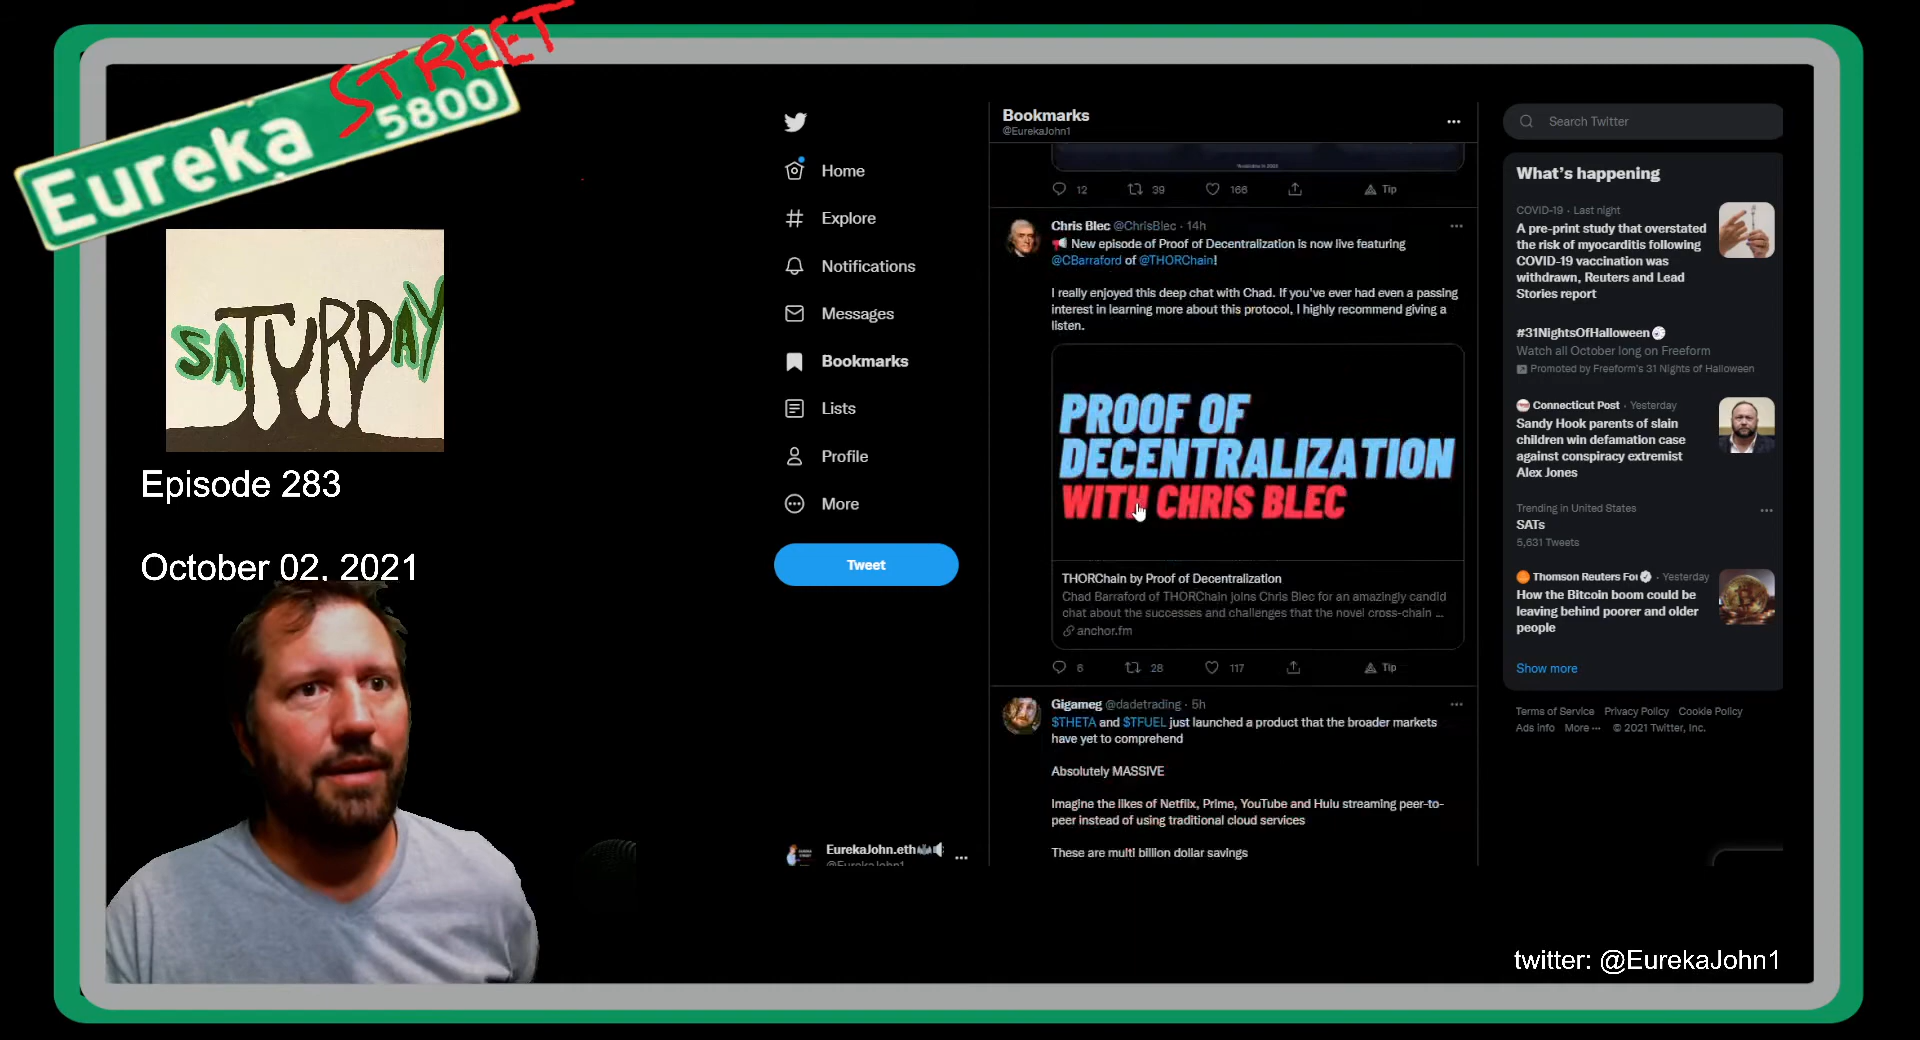 Eureka
STREET
5800
SATURDAY
Episode 283
October 02, 2021
Home
Explore
Notifications
Messages
Bookmarks
Lists
Profile
More
Tweet
EurekaJohn.eth
@EurekaJohn1
Bookmarks
@EurekaJohn1
12 39 166 Tip
Chris Blec @ChrisBlec · 14h
New episode of Proof of Decentralization is now live featuring
@CBarraford of @THORChain!
I really enjoyed this deep chat with Chad. If you've ever had even a passing
interest in learning more about this protocol, I highly recommend giving a
listen.
PROOF OF
DECENTRALIZATION
WITH CHRIS BLEC
THORChain by Proof of Decentralization
Chad Barraford of THORChain joins Chris Blec for an amazingly candid
chat about the successes and challenges that the novel cross-chain ...
anchor.fm
6 28 117 Tip
Gigameg @dadetrading · 5h
$THETA and $TFUEL just launched a product that the broader markets
have yet to comprehend
Absolutely MASSIVE
Imagine the likes of Netflix, Prime, YouTube and Hulu streaming peer-to-
peer instead of using traditional cloud services
These are multi billion dollar savings
Search Twitter
What's happening
COVID-19 · Last night
A pre-print study that overstated
the risk of myocarditis following
COVID-19 vaccination was
withdrawn, Reuters and Lead
Stories report
#31NightsOfHalloween
Watch all October long on Freeform
Promoted by Freeform's 31 Nights of Halloween
Connecticut Post · Yesterday
Sandy Hook parents of slain
children win defamation case
against conspiracy extremist
Alex Jones
Trending in United States
SATs
5,631 Tweets
Thomson Reuters Fo · Yesterday
How the Bitcoin boom could be
leaving behind poorer and older
people
Show more
Terms of Service Privacy Policy Cookie Policy
Ads info More ··· © 2021 Twitter, Inc.
twitter: @EurekaJohn1